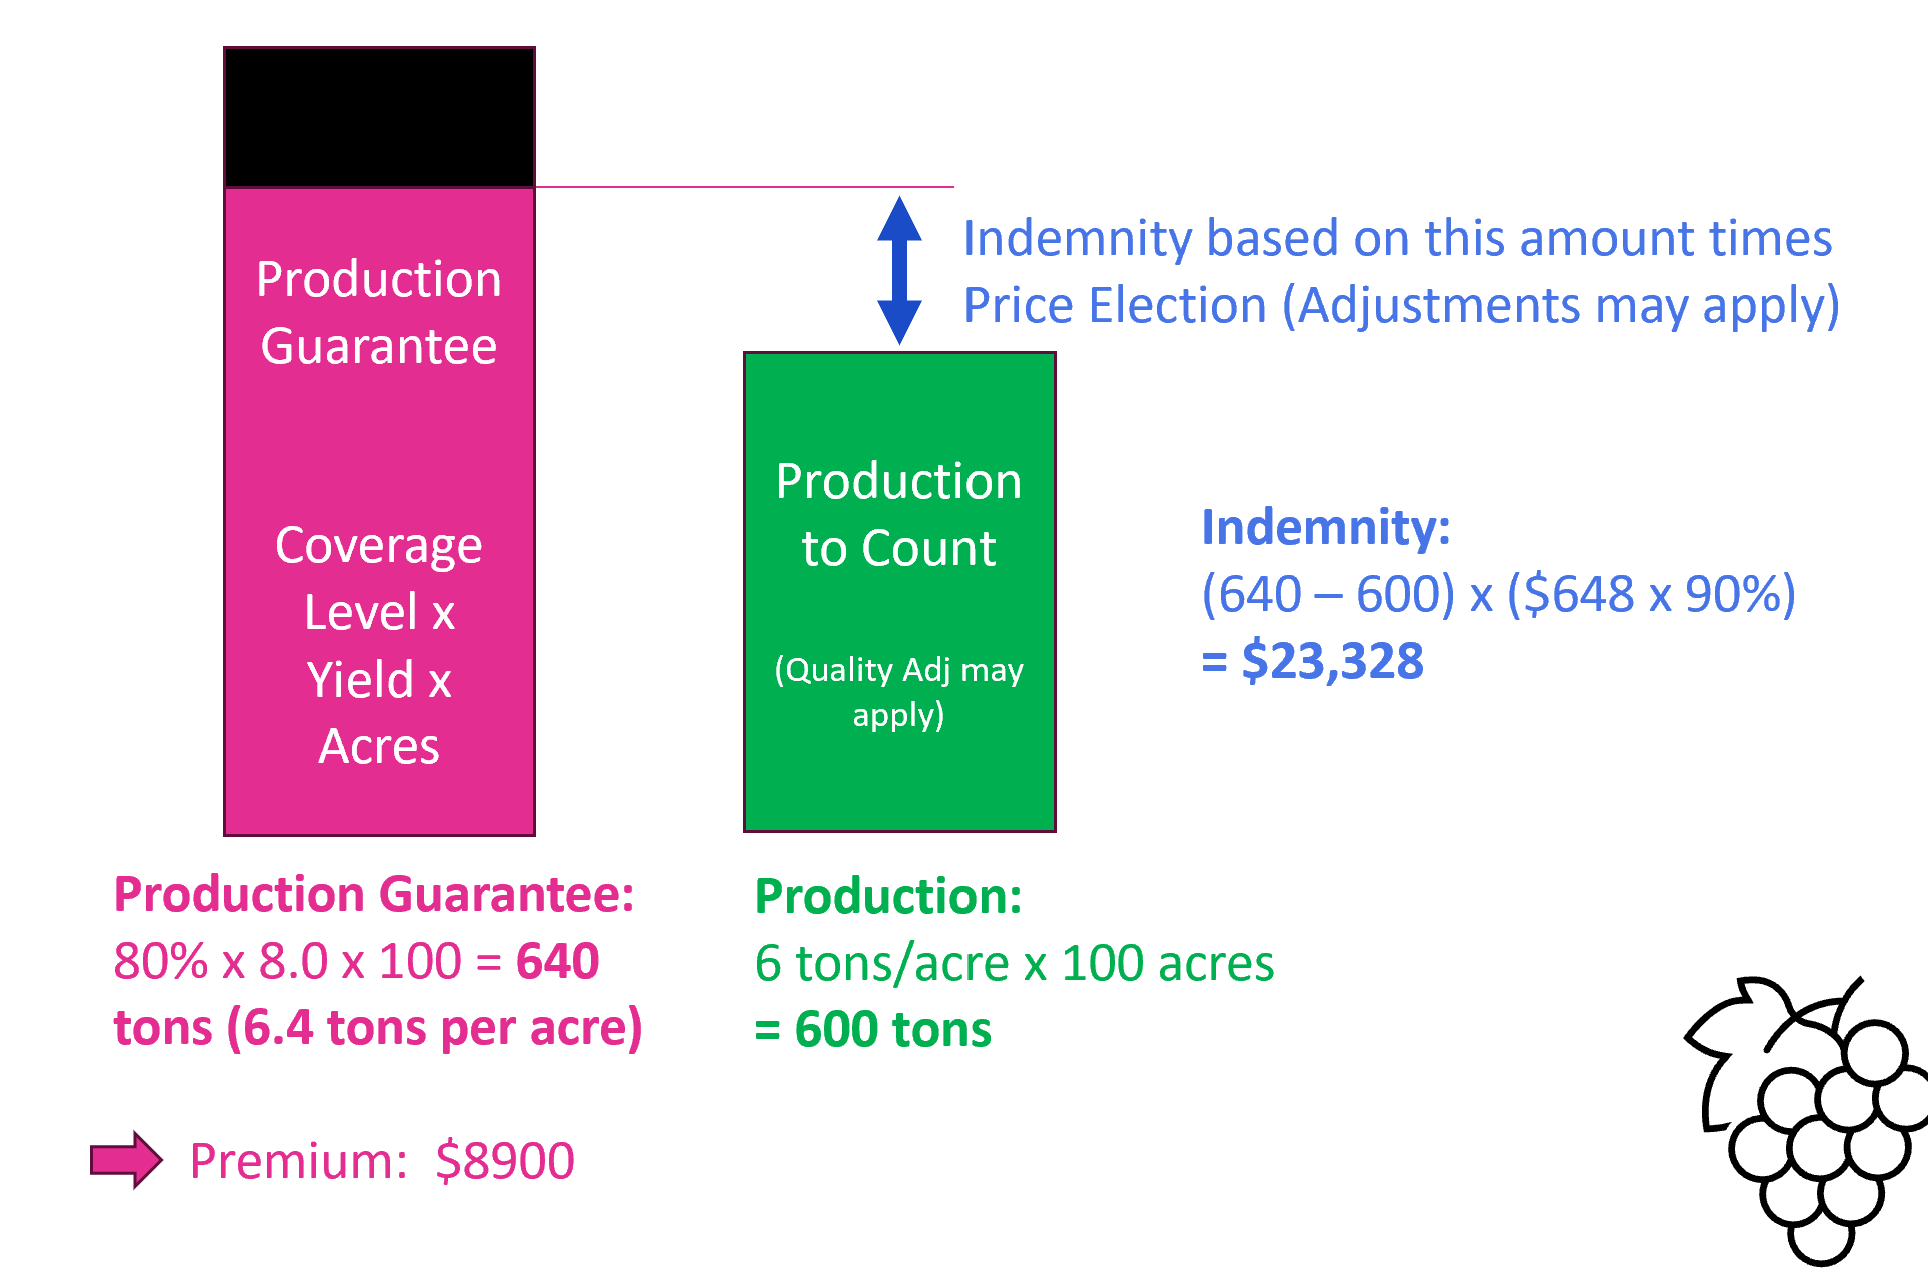 Production
Guarantee
Coverage
Level x
Yield x
Acres
Indemnity based on this amount times
Price Election (Adjustments may apply)
Production
to Count
(Quality Adj may
apply)
Indemnity:
(640 – 600) x ($648 x 90%)
= $23,328
Production Guarantee:
80% x 8.0 x 100 = 640
tons (6.4 tons per acre)
Production:
6 tons/acre x 100 acres
= 600 tons
Premium:  $8900